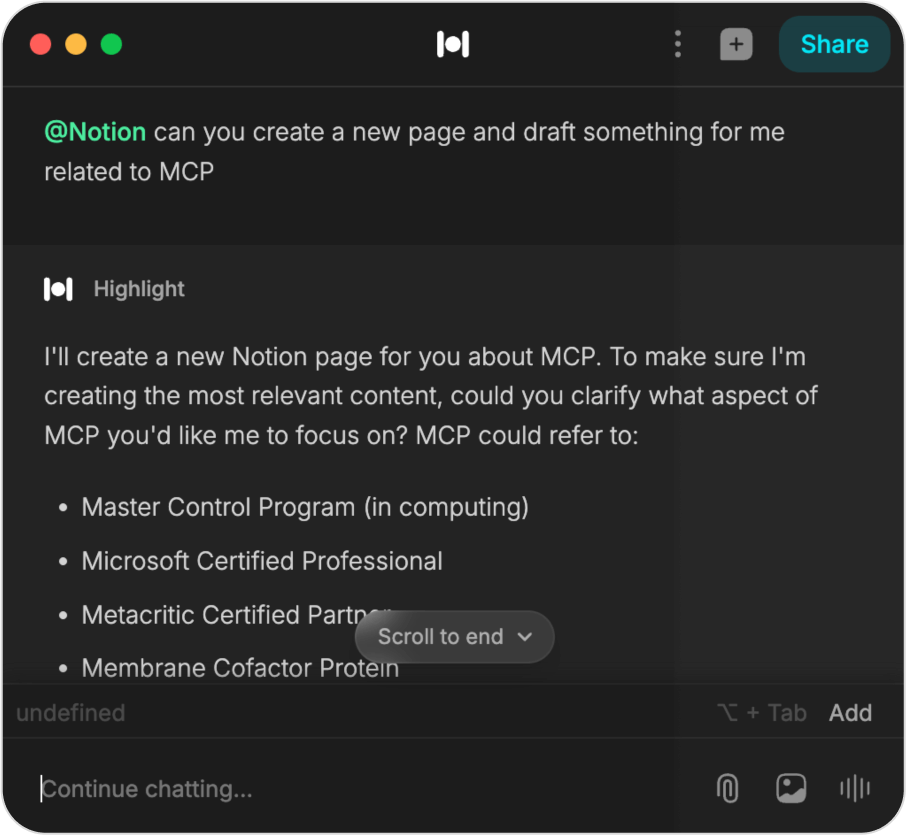 Share
@Notion can you create a new page and draft something for me
related to MCP
Highlight
I'll create a new Notion page for you about MCP. To make sure I'm
creating the most relevant content, could you clarify what aspect of
MCP you'd like me to focus on? MCP could refer to:
• Master Control Program (in computing)
• Microsoft Certified Professional
• Metacritic Certified Partner
Scroll to end
• Membrane Cofactor Protein
undefined ⌥ + Tab Add
Continue chatting...